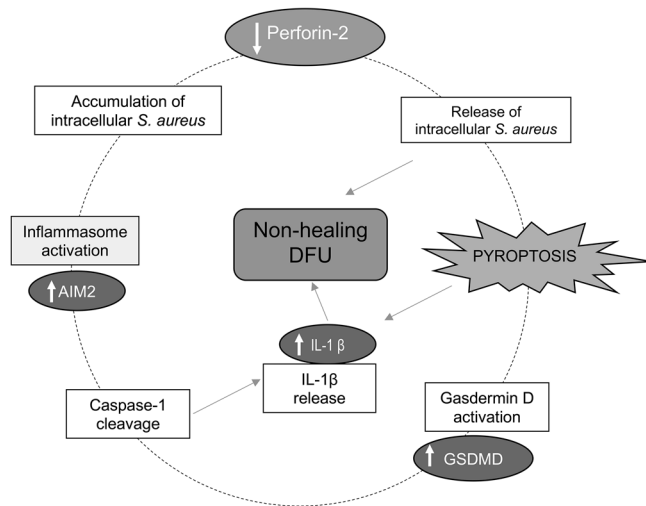 Perforin-2
Accumulation of
intracellular S. aureus
Release of
intracellular S. aureus
Inflammasome
activation
AIM2
Non-healing
DFU
PYROPTOSIS
IL-1 β
IL-1β
release
Caspase-1
cleavage
Gasdermin D
activation
GSDMD